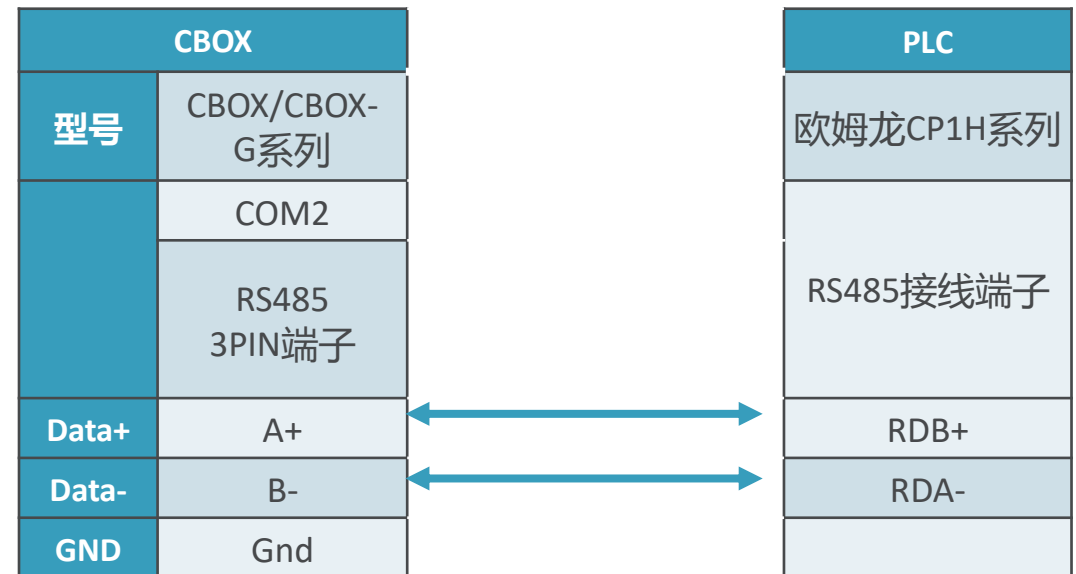 CBOX
PLC
型号
CBOX/CBOX-
G系列
欧姆龙CP1H系列
COM2
RS485
3PIN端子
RS485接线端子
Data+
A+
RDB+
Data-
B-
RDA-
GND
Gnd